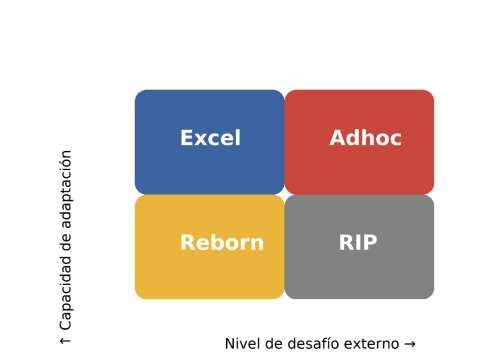 Excel
Adhoc
Reborn
RIP
↑ Capacidad de adaptación
Nivel de desafío externo →